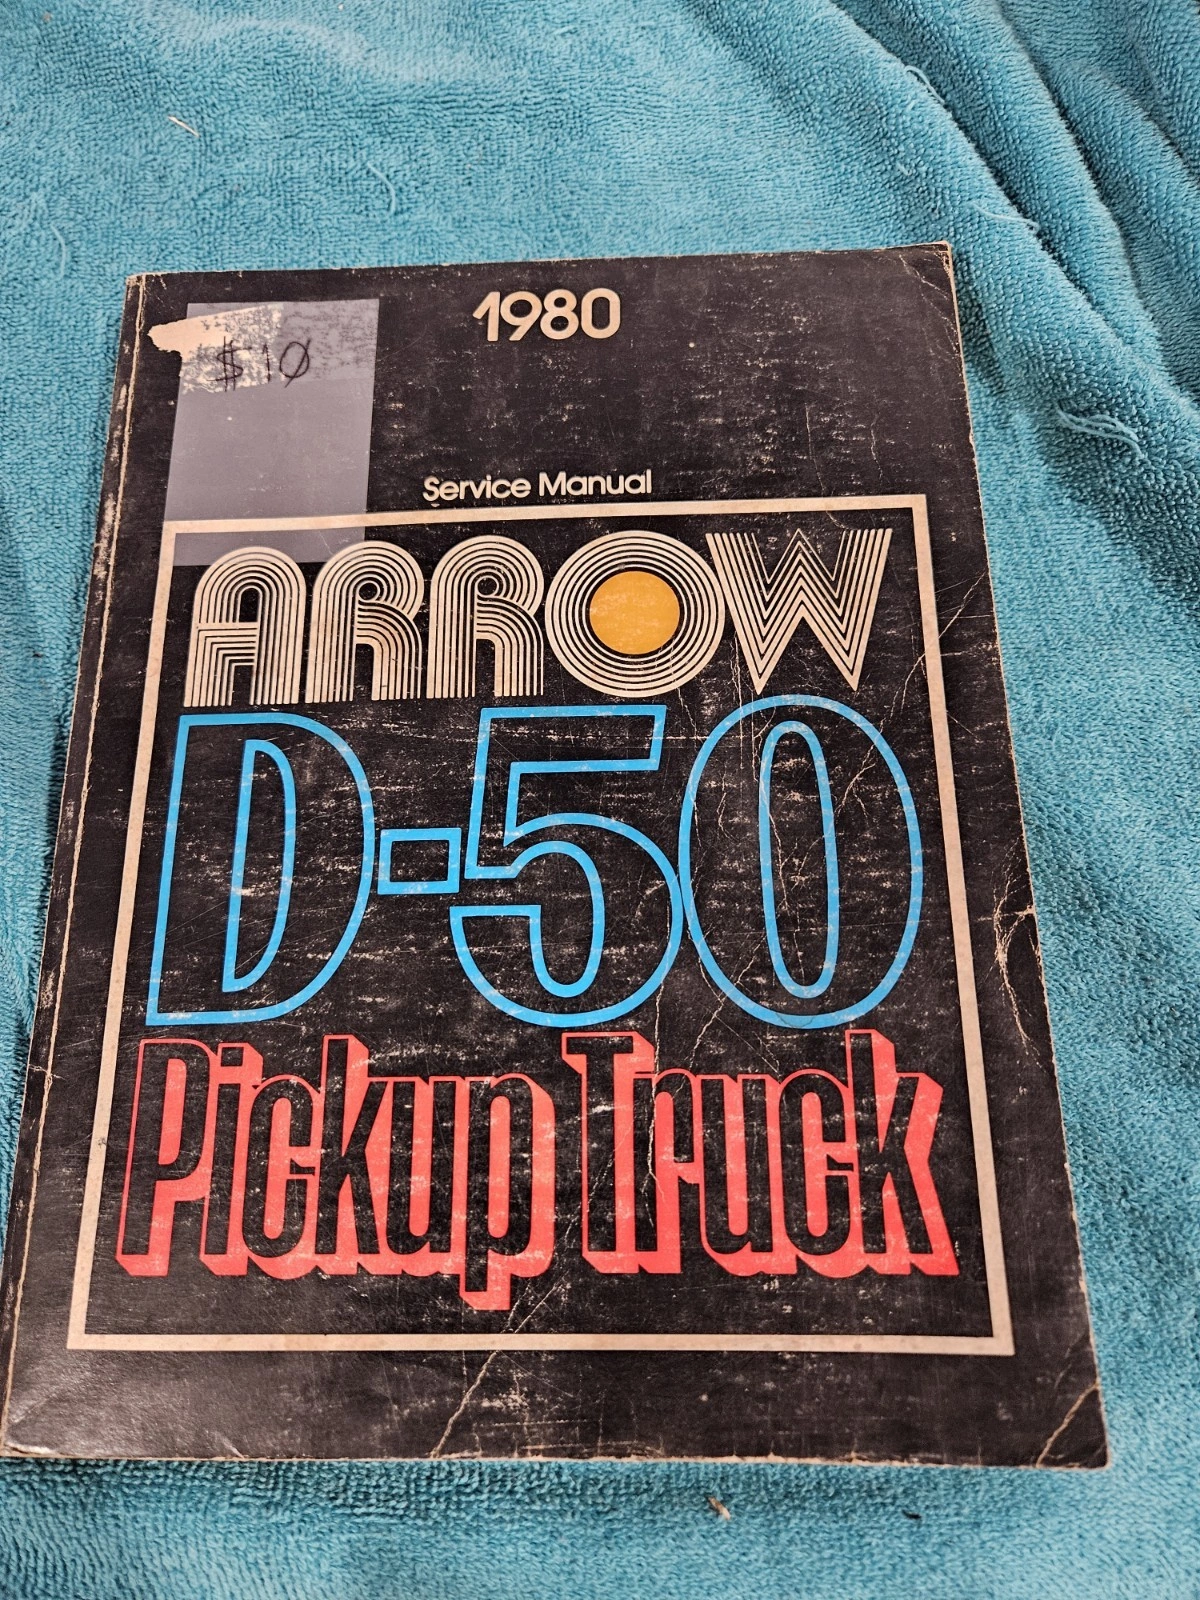 1980
$10
Service Manual
ARROW
D-50
Pickup Truck